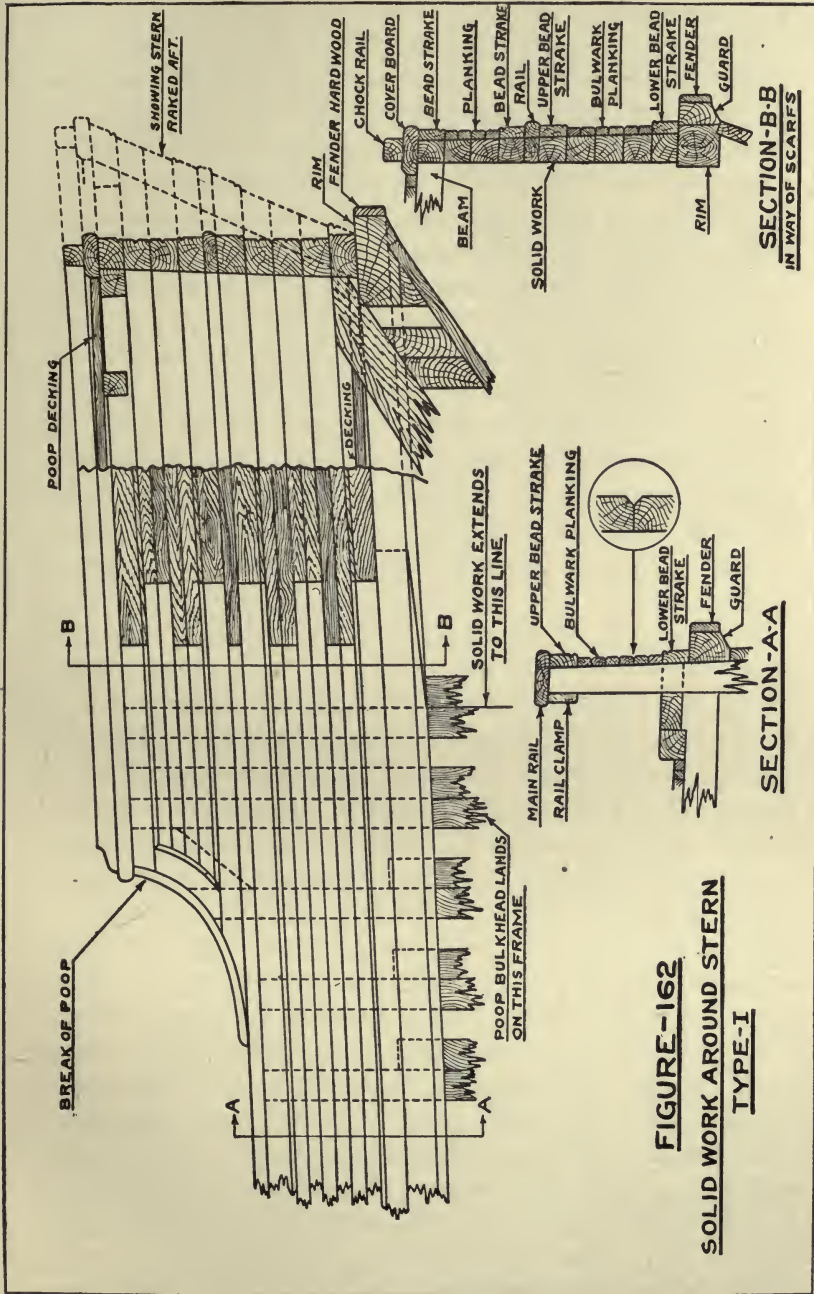 BREAK OF POOP
POOP DECKING
SHOWING STERN
RAKED AFT.
RIM
FENDER HARDWOOD
CHOCK RAIL
COVER BOARD
BEAD STRAKE
PLANKING
BEAD STRAKE
RAIL
UPPER BEAD
STRAKE
BULWARK
PLANKING
LOWER BEAD
STRAKE
FENDER
GUARD
BEAM
SOLID WORK
RIM
SECTION-B-B
IN WAY OF SCARFS
B
B
DECKING
SOLID WORK EXTENDS
TO THIS LINE
A
A
POOP BULKHEAD LANDS
ON THIS FRAME
UPPER BEAD STRAKE
BULWARK PLANKING
LOWER BEAD
STRAKE
FENDER
GUARD
MAIN RAIL
RAIL CLAMP
SECTION-A-A
FIGURE-162
SOLID WORK AROUND STERN
TYPE-I